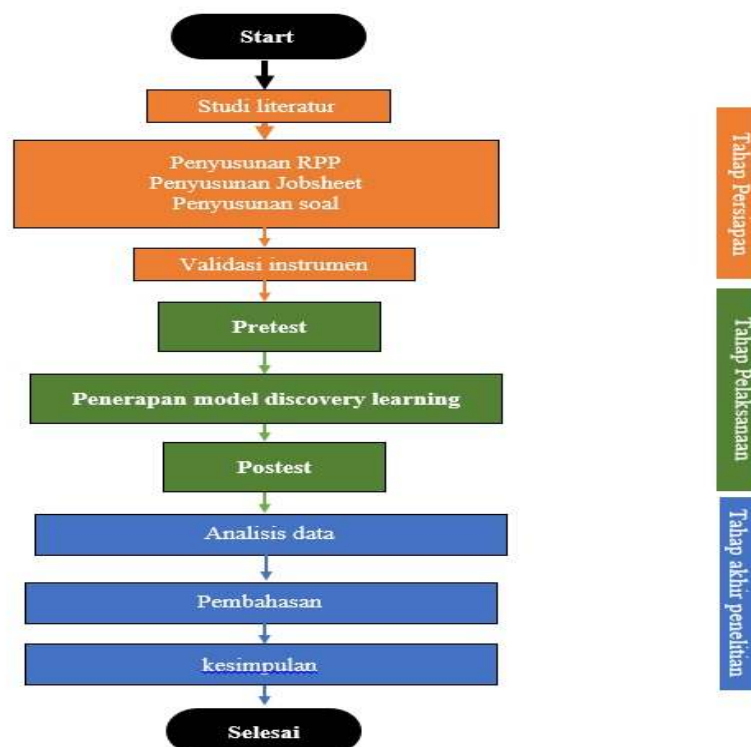 Start
Studi literatur
Penyusunan RPP
Penyusunan Jobsheet
Penyusunan soal
Validasi instrumen
Pretest
Penerapan model discovery learning
Postest
Analisis data
Pembahasan
kesimpulan
Selesai
Tahap Persiapan
Tahap Pelaksanaan
Tahap akhir penelitian